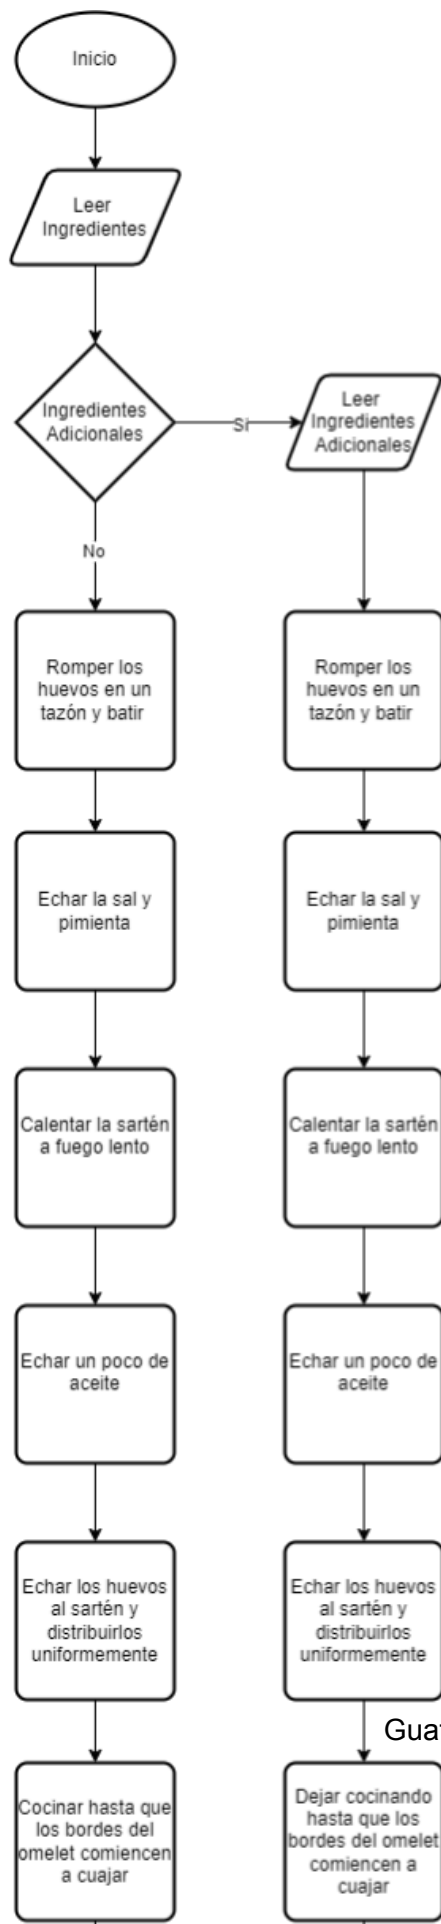 Inicio
Leer
Ingredientes
Ingredientes
Adicionales
Si
Leer
Ingredientes
Adicionales
No
Romper los
huevos en un
tazón y batir
Romper los
huevos en un
tazón y batir
Echar la sal y
pimienta
Echar la sal y
pimienta
Calentar la sartén
a fuego lento
Calentar la sartén
a fuego lento
Echar un poco de
aceite
Echar un poco de
aceite
Echar los huevos
al sartén y
distribuirlos
uniformemente
Echar los huevos
al sartén y
distribuirlos
uniformemente
Cocinar hasta que
los bordes del
omelet comiencen
a cuajar
Dejar cocinando
hasta que los
bordes del omelet
comiencen a
cuajar